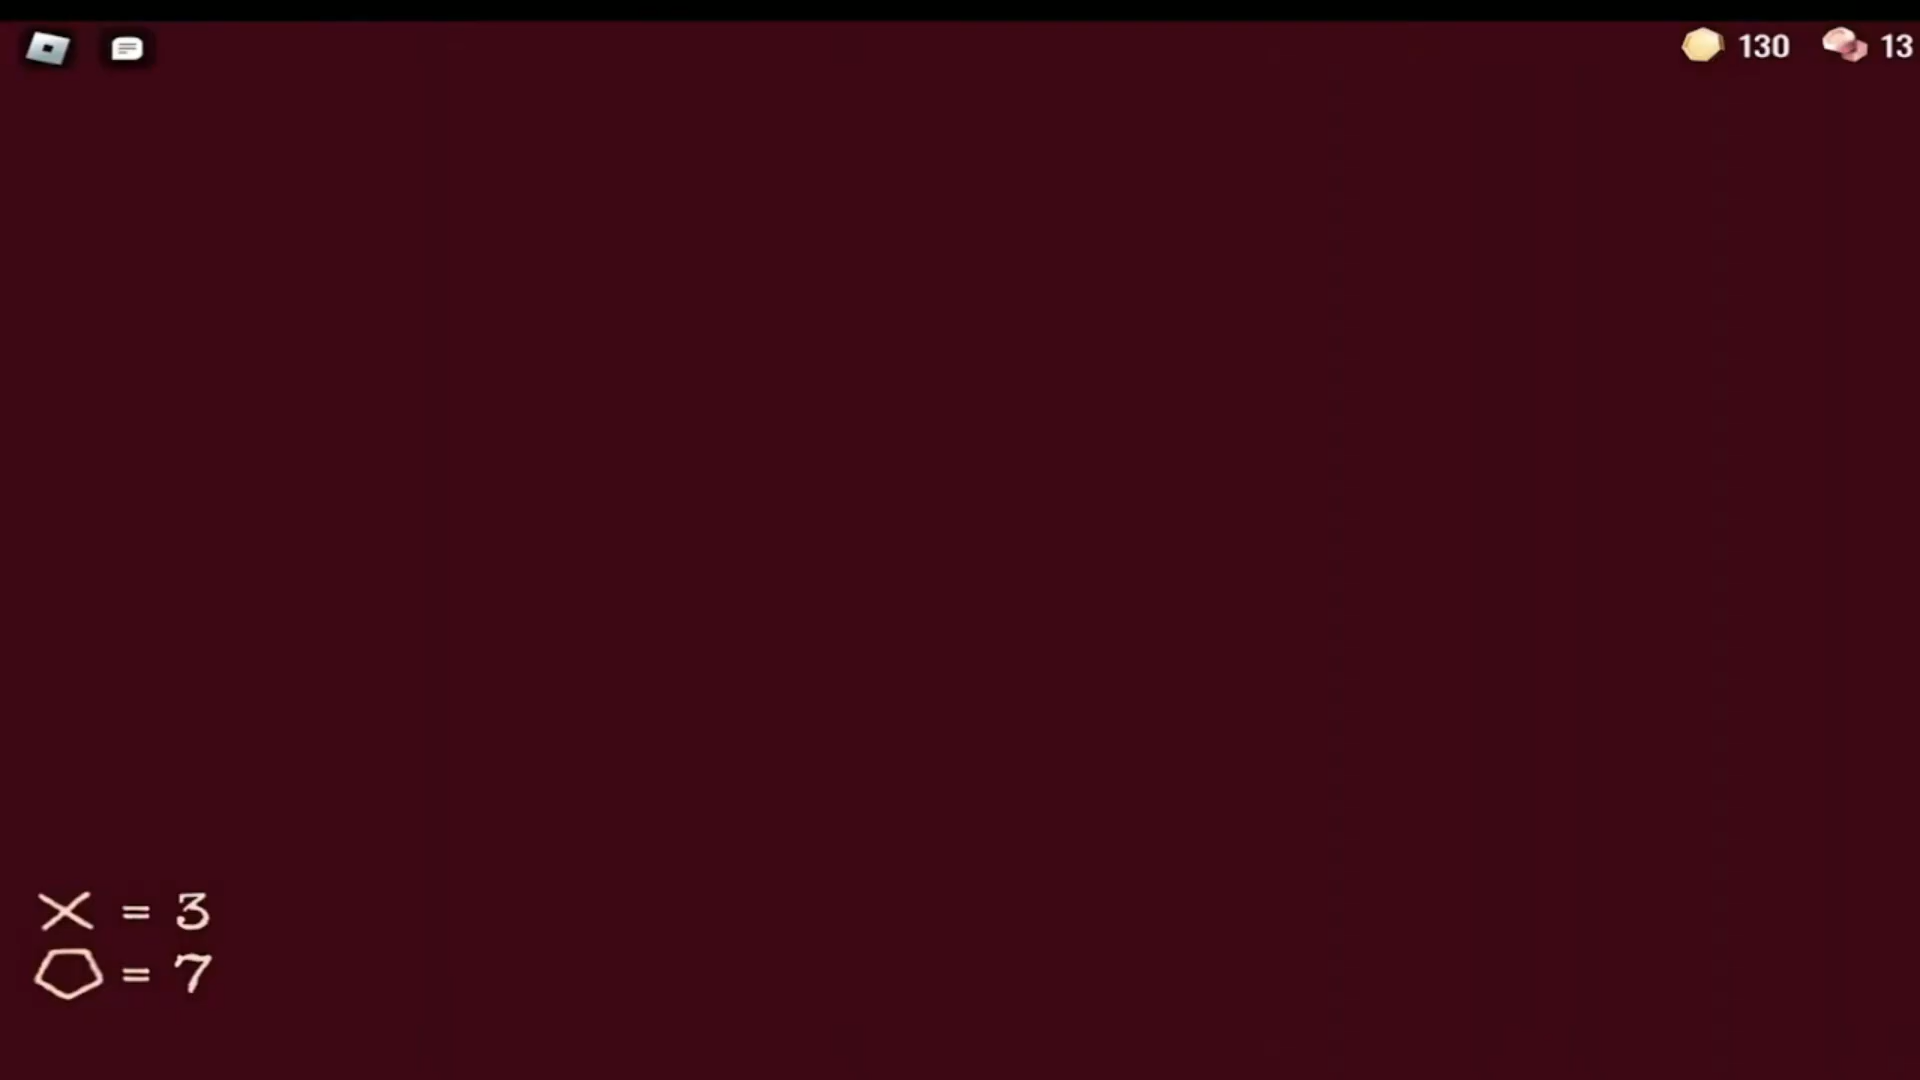 130 13
X = 3
⬠ = 7